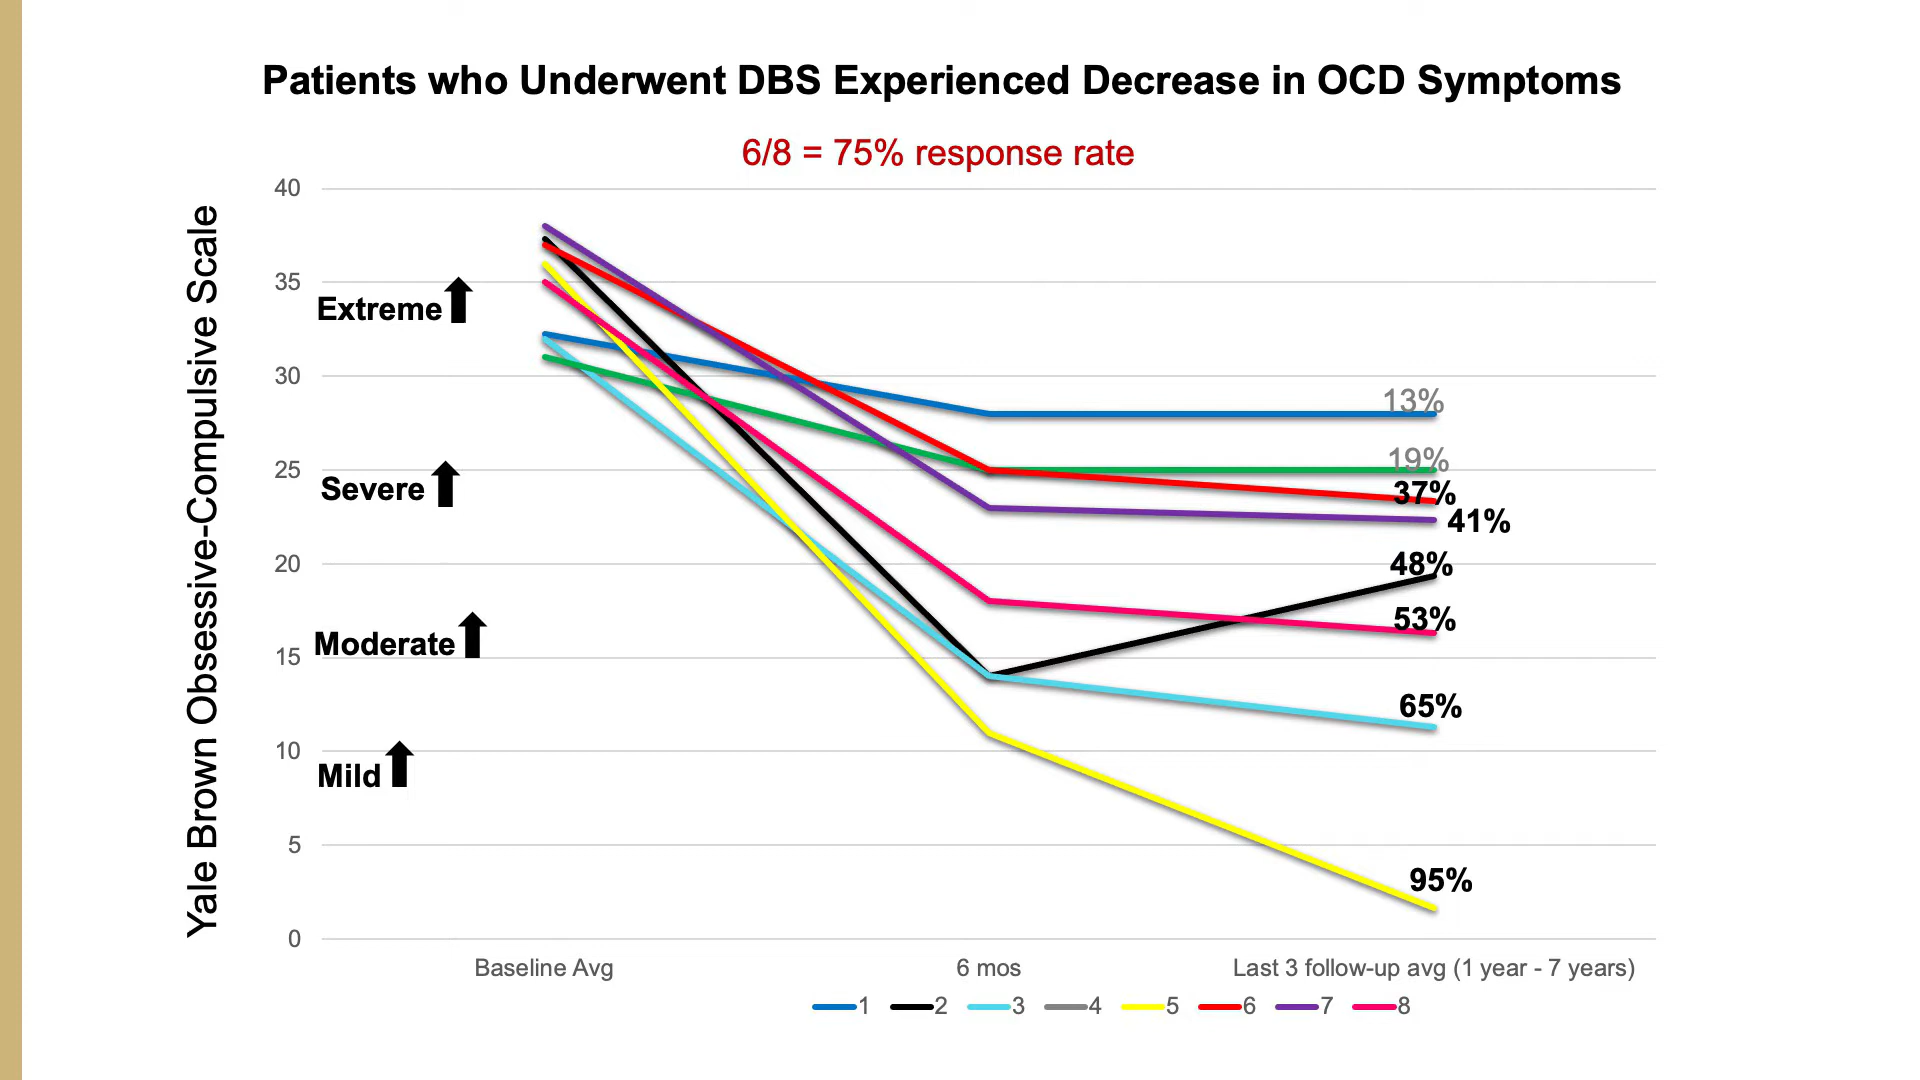 Patients who Underwent DBS Experienced Decrease in OCD Symptoms
6/8 = 75% response rate
Yale Brown Obsessive-Compulsive Scale
40
35
30
25
20
15
10
5
0
Extreme
Severe
Moderate
Mild
13%
19%
37%
41%
48%
53%
65%
95%
Baseline Avg 6 mos Last 3 follow-up avg (1 year - 7 years)
1 2 3 4 5 6 7 8